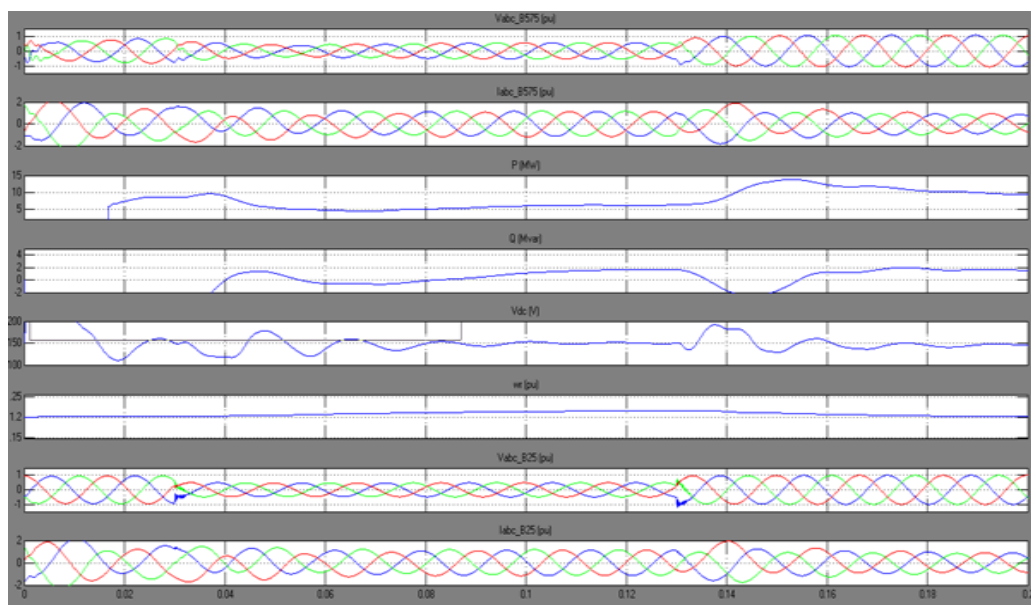 Vabc_B575 (pu)
1
0
-1
Iabc_B575 (pu)
2
0
-2
P (MW)
15
10
5
Q (Mvar)
4
2
0
-2
Vdc (V)
200
150
100
wr (pu)
25
1.2
15
Vabc_B25 (pu)
1
0
-1
Iabc_B25 (pu)
2
0
-2
0 0.02 0.04 0.06 0.08 0.1 0.12 0.14 0.16 0.18